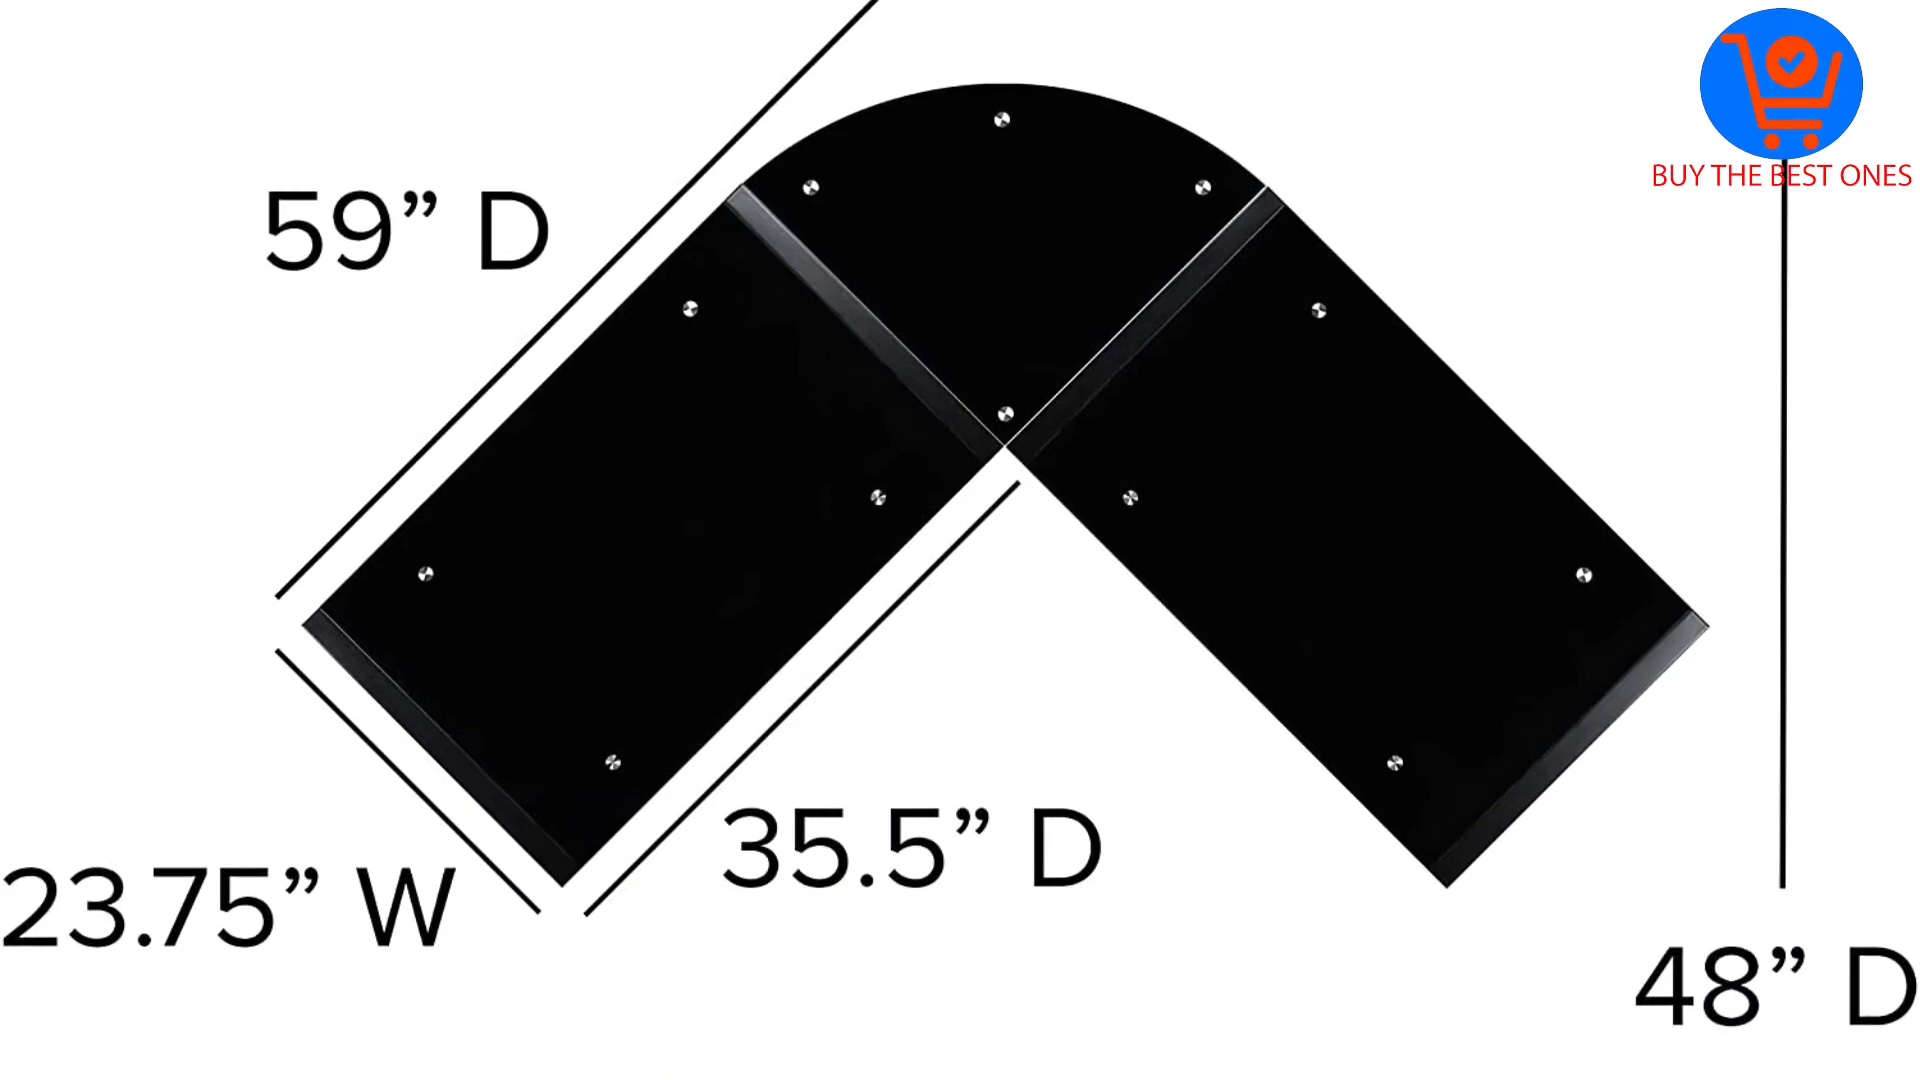 BUY THE BEST ONES
59” D
35.5” D
23.75” W
48” D